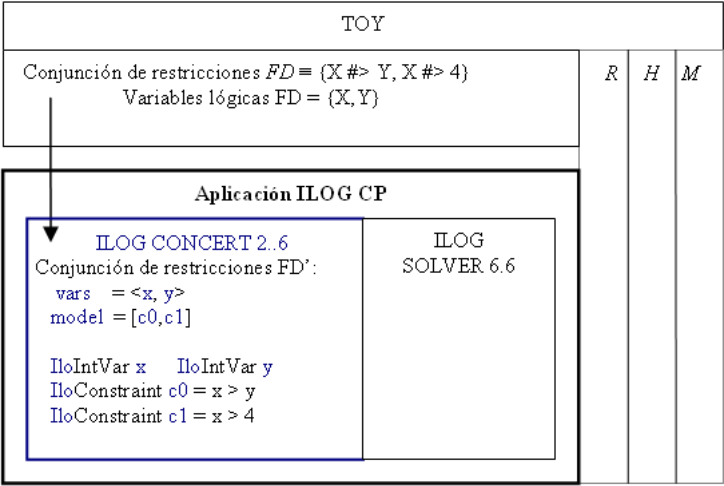 TOY
Conjunción de restricciones FD ≡ {X #> Y, X #> 4}
Variables lógicas FD = {X,Y}
R H M
Aplicación ILOG CP
ILOG CONCERT 2..6
Conjunción de restricciones FD’:
vars = <x, y>
model = [c0,c1]
IloIntVar x IloIntVar y
IloConstraint c0 = x > y
IloConstraint c1 = x > 4
ILOG
SOLVER 6.6